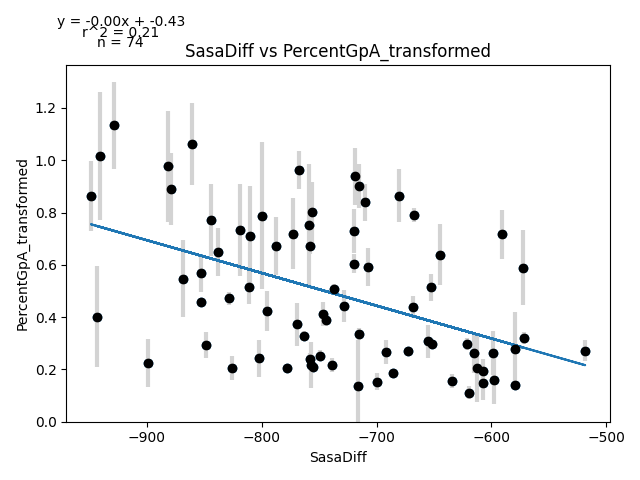 y = -0.00x + -0.43
r^2 = 0.21
n = 74
SasaDiff vs PercentGpA_transformed
PercentGpA_transformed
1.2
1.0
0.8
0.6
0.4
0.2
0.0
−900
−800
−700
−600
−500
SasaDiff